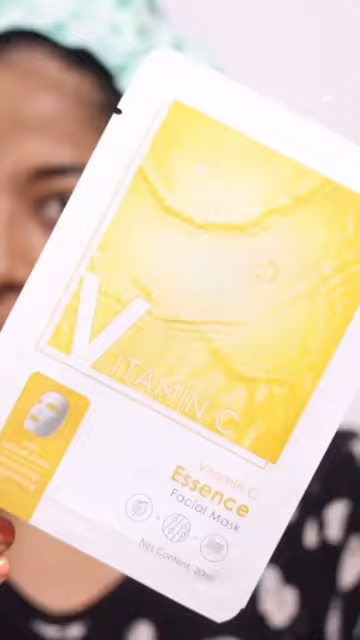 VITAMIN.C
Vitamin C
Essence
Facial Mask
Net Content: